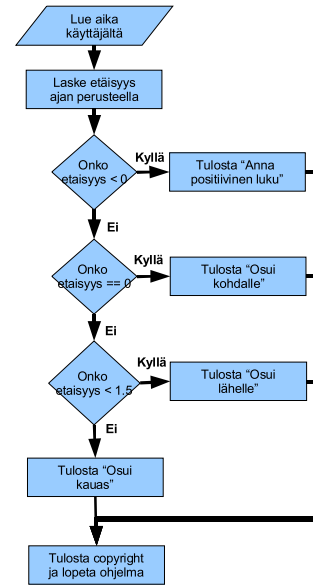 Lue aika
käyttäjältä
Laske etäisyys
ajan perusteella
Onko
etaisyys < 0
Kyllä
Tulosta “Anna
positiivinen luku”
Ei
Onko
etaisyys == 0
Kyllä
Tulosta “Osui
kohdalle”
Ei
Onko
etaisyys < 1.5
Kyllä
Tulosta “Osui
lähelle”
Ei
Tulosta “Osui
kauas”
Tulosta copyright
ja lopeta ohjelma